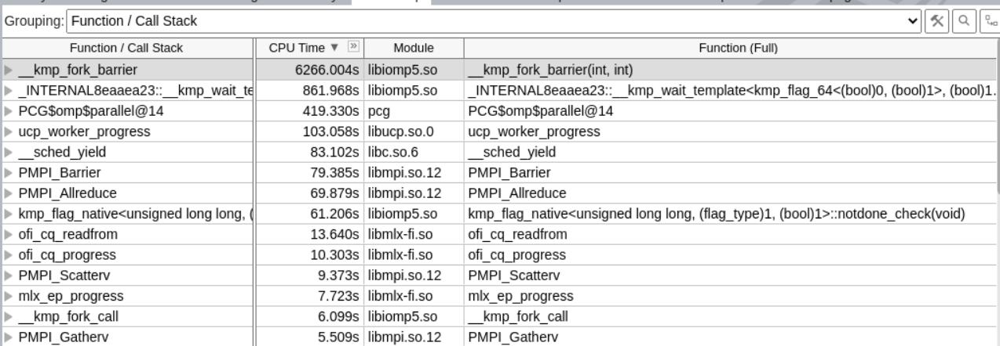 Grouping: Function / Call Stack
Function / Call Stack CPU Time ▼ » Module Function (Full)
__kmp_fork_barrier 6266.004s libiomp5.so __kmp_fork_barrier(int, int)
_INTERNAL8eaaea23::__kmp_wait_te 861.968s libiomp5.so _INTERNAL8eaaea23::__kmp_wait_template<kmp_flag_64<(bool)0, (bool)1>, (bool)1.
PCG$omp$parallel@14 419.330s pcg PCG$omp$parallel@14
ucp_worker_progress 103.058s libucp.so.0 ucp_worker_progress
__sched_yield 83.102s libc.so.6 __sched_yield
PMPI_Barrier 79.385s libmpi.so.12 PMPI_Barrier
PMPI_Allreduce 69.879s libmpi.so.12 PMPI_Allreduce
kmp_flag_native<unsigned long long, ( 61.206s libiomp5.so kmp_flag_native<unsigned long long, (flag_type)1, (bool)1>::notdone_check(void)
ofi_cq_readfrom 13.640s libmlx-fi.so ofi_cq_readfrom
ofi_cq_progress 10.303s libmlx-fi.so ofi_cq_progress
PMPI_Scatterv 9.373s libmpi.so.12 PMPI_Scatterv
mlx_ep_progress 7.723s libmlx-fi.so mlx_ep_progress
__kmp_fork_call 6.099s libiomp5.so __kmp_fork_call
PMPI_Gatherv 5.509s libmpi.so.12 PMPI_Gatherv